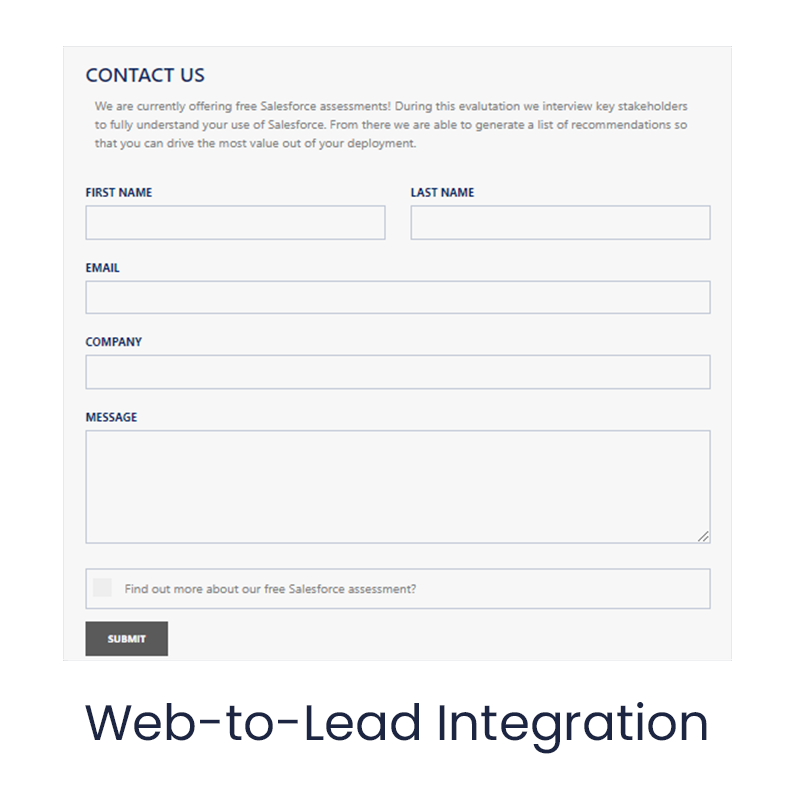 CONTACT US
We are currently offering free Salesforce assessments! During this evalutation we interview key stakeholders
to fully understand your use of Salesforce. From there we are able to generate a list of recommendations so
that you can drive the most value out of your deployment.
FIRST NAME LAST NAME
EMAIL
COMPANY
MESSAGE
Find out more about our free Salesforce assessment?
SUBMIT
Web-to-Lead Integration